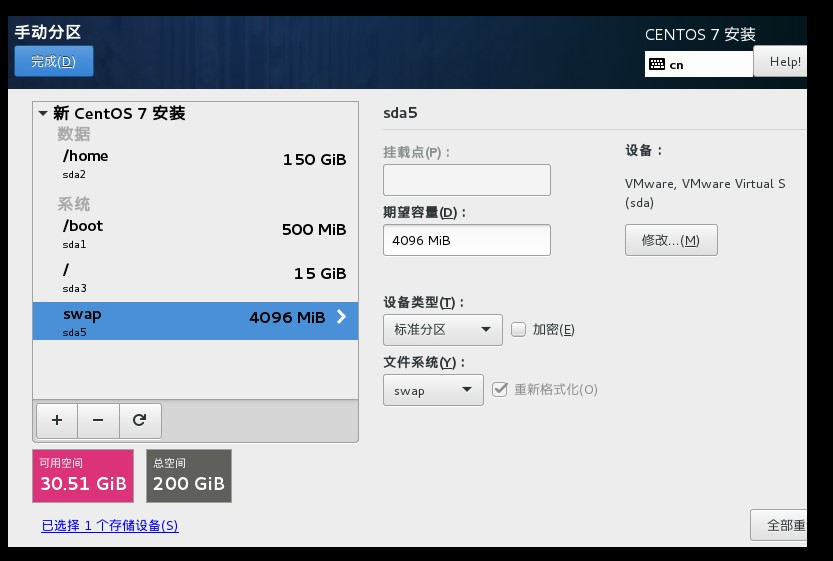 手动分区
完成(D)
CENTOS 7 安装
cn
Help!
新 CentOS 7 安装
数据
/home
150 GiB
sda2
系统
/boot
500 MiB
sda1
/
15 GiB
sda3
swap
4096 MiB
sda5
+ −
可用空间
30.51 GiB
总空间
200 GiB
已选择 1 个存储设备(S)
sda5
挂载点(P)：
期望容量(D)：
4096 MiB
设备：
VMware, VMware Virtual S
(sda)
修改...(M)
设备类型(T)：
标准分区
加密(E)
文件系统(Y)：
swap
重新格式化(O)
全部重